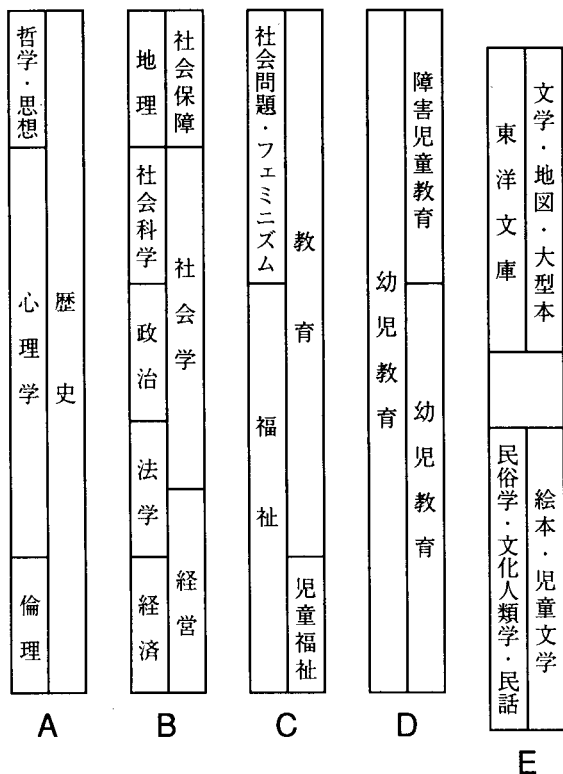 哲学・思想
心理学
倫理
歴史
A
地理
社会科学
政治
法学
経済
社会保障
社会学
経営
B
社会問題・フェミニズム
福祉
教育
児童福祉
C
幼児教育
障害児童教育
幼児教育
D
東洋文庫
文学・地図・大型本
民俗学・文化人類学・民話
絵本・児童文学
E